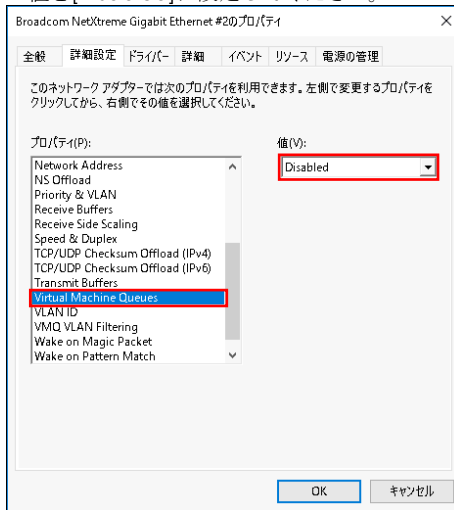 Broadcom NetXtreme Gigabit Ethernet #2のプロパティ
全般 詳細設定 ドライバー 詳細 イベント リソース 電源の管理
このネットワーク アダプターでは次のプロパティを利用できます。左側で変更するプロパティを
クリックしてから、右側でその値を選択してください。
プロパティ(P): 値(V):
Network Address Disabled
NS Offload
Priority & VLAN
Receive Buffers
Receive Side Scaling
Speed & Duplex
TCP/UDP Checksum Offload (IPv4)
TCP/UDP Checksum Offload (IPv6)
Transmit Buffers
Virtual Machine Queues
VLAN ID
VMQ VLAN Filtering
Wake on Magic Packet
Wake on Pattern Match
OK キャンセル